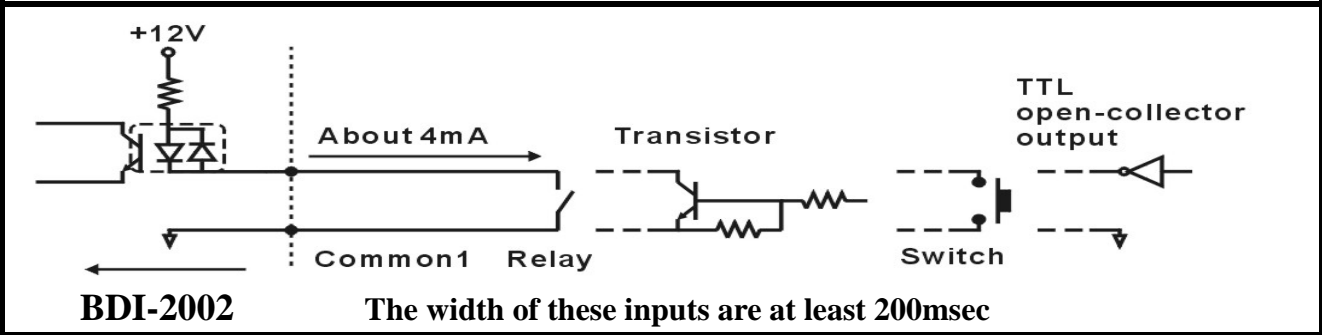 +12V
TTL
open-collector
output
About 4mA
Transistor
Common1
Relay
Switch
BDI-2002
The width of these inputs are at least 200msec